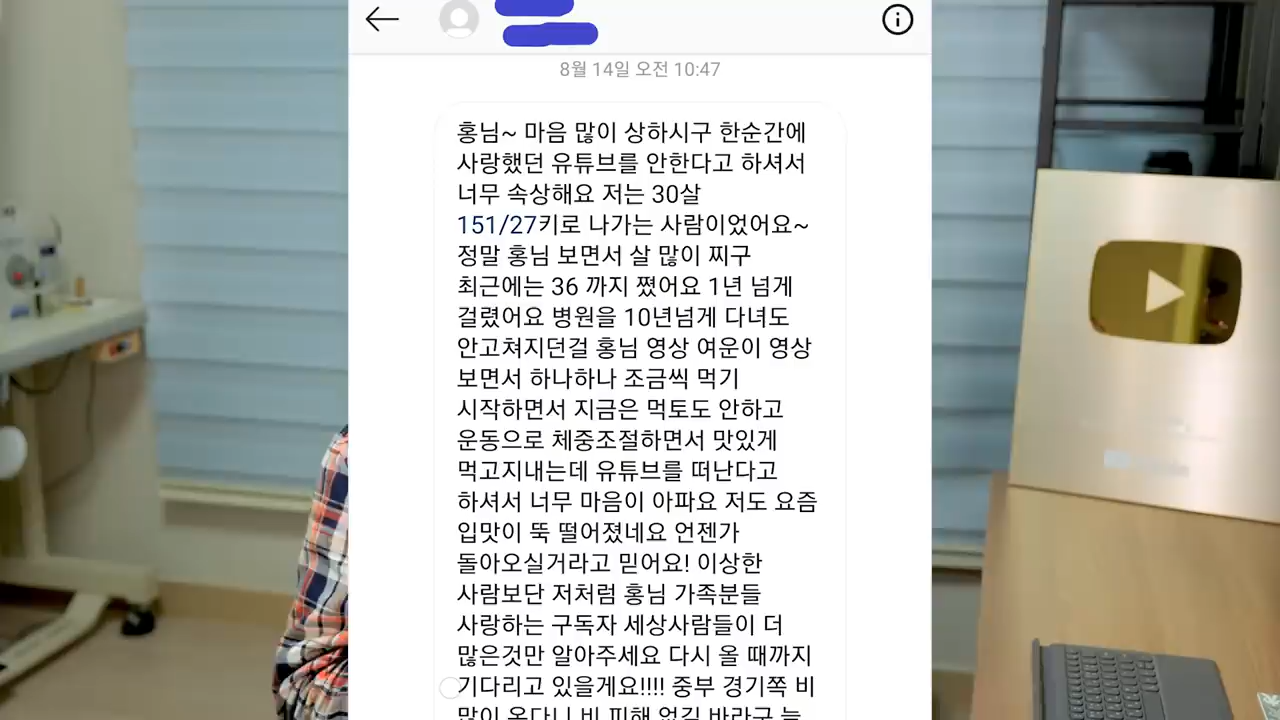 8월 14일 오전 10:47
홍님~ 마음 많이 상하시구 한순간에
사랑했던 유튜브를 안한다고 하셔서
너무 속상해요 저는 30살
151/27키로 나가는 사람이었어요~
정말 홍님 보면서 살 많이 찌구
최근에는 36 까지 쪘어요 1년 넘게
걸렸어요 병원을 10년넘게 다녀도
안고쳐지던걸 홍님 영상 여운이 영상
보면서 하나하나 조금씩 먹기
시작하면서 지금은 먹토도 안하고
운동으로 체중조절하면서 맛있게
먹고지내는데 유튜브를 떠난다고
하셔서 너무 마음이 아파요 저도 요즘
입맛이 뚝 떨어졌네요 언젠가
돌아오실거라고 믿어요! 이상한
사람보단 저처럼 홍님 가족분들
사랑하는 구독자 세상사람들이 더
많은것만 알아주세요 다시 올 때까지
기다리고 있을게요!!!! 중부 경기쪽 비
많이 온다니 비 피해 없길 바라구 늘